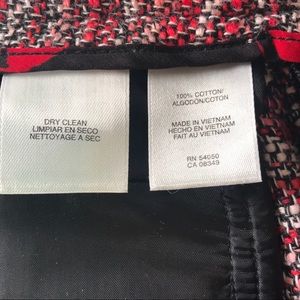 DRY CLEAN
LIMPIAR EN SECO
NETTOYAGE A SEC
100% COTTON/
ALGODÓN/COTON
MADE IN VIETNAM
HECHO EN VIETNAM
FAIT AU VIETNAM
RN 54050
CA 08349